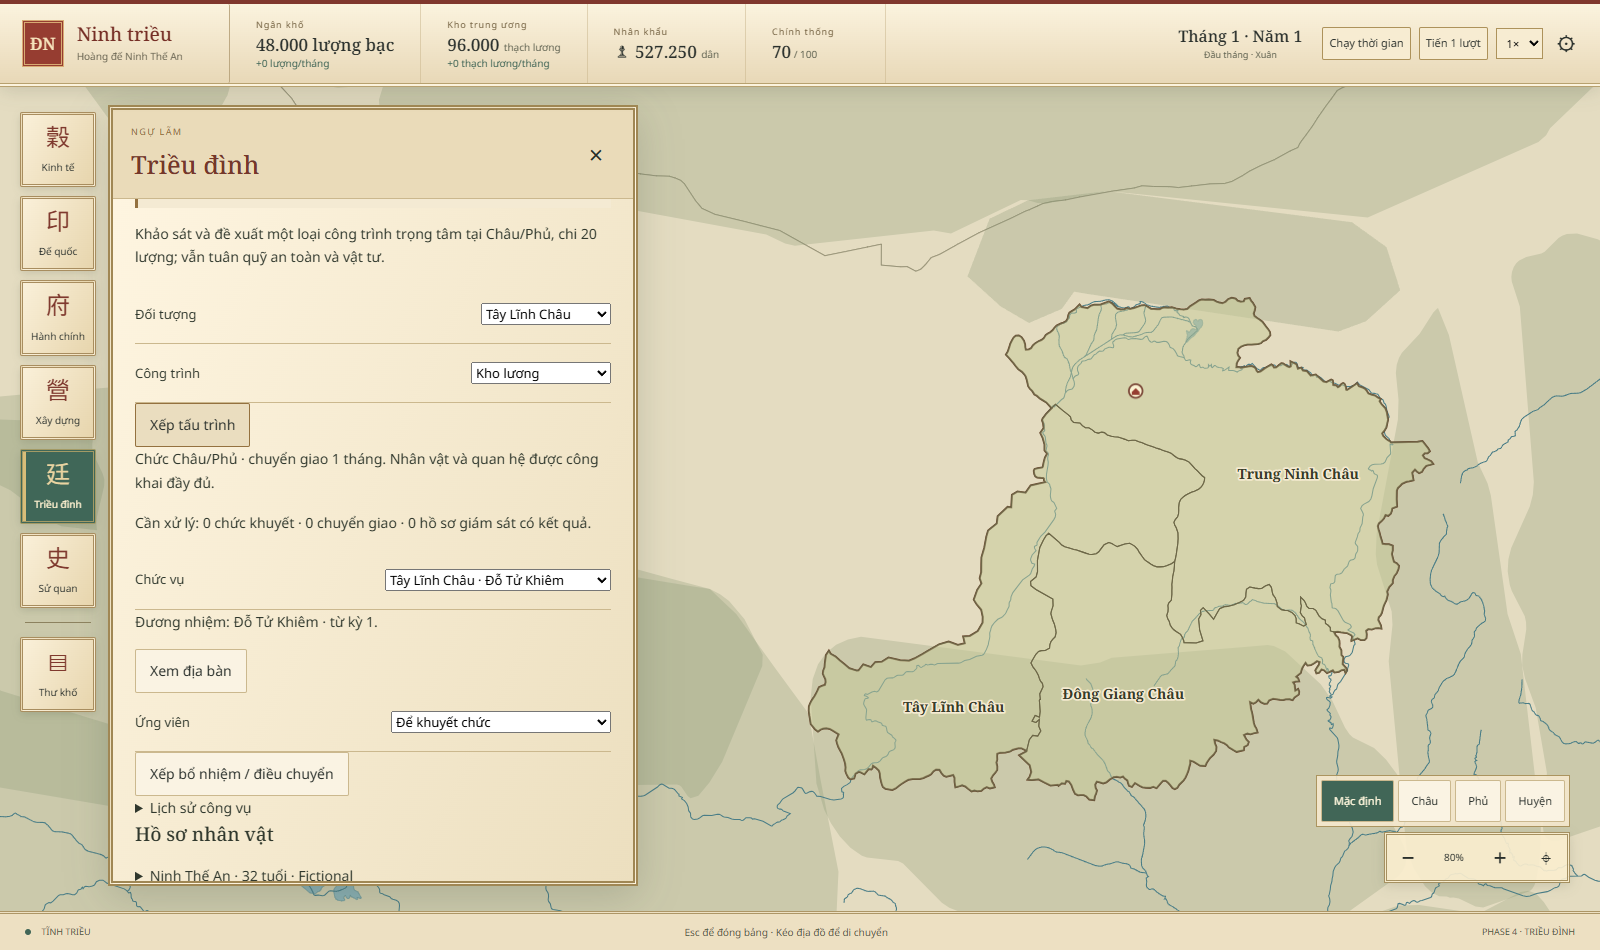 ĐN
Ninh triều
Hoàng đế Ninh Thế An
Ngân khố
48.000 lượng bạc
+0 lượng/tháng
Kho trung ương
96.000 thạch lương
+0 thạch lương/tháng
Nhân khẩu
527.250 dân
Chính thống
70 / 100
Tháng 1 · Năm 1
Đầu tháng · Xuân
Chạy thời gian
Tiến 1 lượt
1×
穀
Kinh tế
印
Đế quốc
府
Hành chính
營
Xây dựng
廷
Triều đình
史
Sử quan
Thư khố
NGỰ LÃM
Triều đình
×
Khảo sát và đề xuất một loại công trình trọng tâm tại Châu/Phủ, chi 20
lượng; vẫn tuân quỹ an toàn và vật tư.
Đối tượng
Tây Lĩnh Châu
Công trình
Kho lương
Xếp tấu trình
Chức Châu/Phủ · chuyển giao 1 tháng. Nhân vật và quan hệ được công
khai đầy đủ.
Cần xử lý: 0 chức khuyết · 0 chuyển giao · 0 hồ sơ giám sát có kết quả.
Chức vụ
Tây Lĩnh Châu · Đỗ Tử Khiêm
Đương nhiệm: Đỗ Tử Khiêm · từ kỳ 1.
Xem địa bàn
Ứng viên
Để khuyết chức
Xếp bổ nhiệm / điều chuyển
▶ Lịch sử công vụ
Hồ sơ nhân vật
▶ Ninh Thế An · 32 tuổi · Fictional
Trung Ninh Châu
Tây Lĩnh Châu
Đông Giang Châu
Mặc định
Châu
Phủ
Huyện
− 80% +
TĨNH TRIỀU
Esc để đóng bảng · Kéo địa đồ để di chuyển
PHASE 4 · TRIỀU ĐÌNH